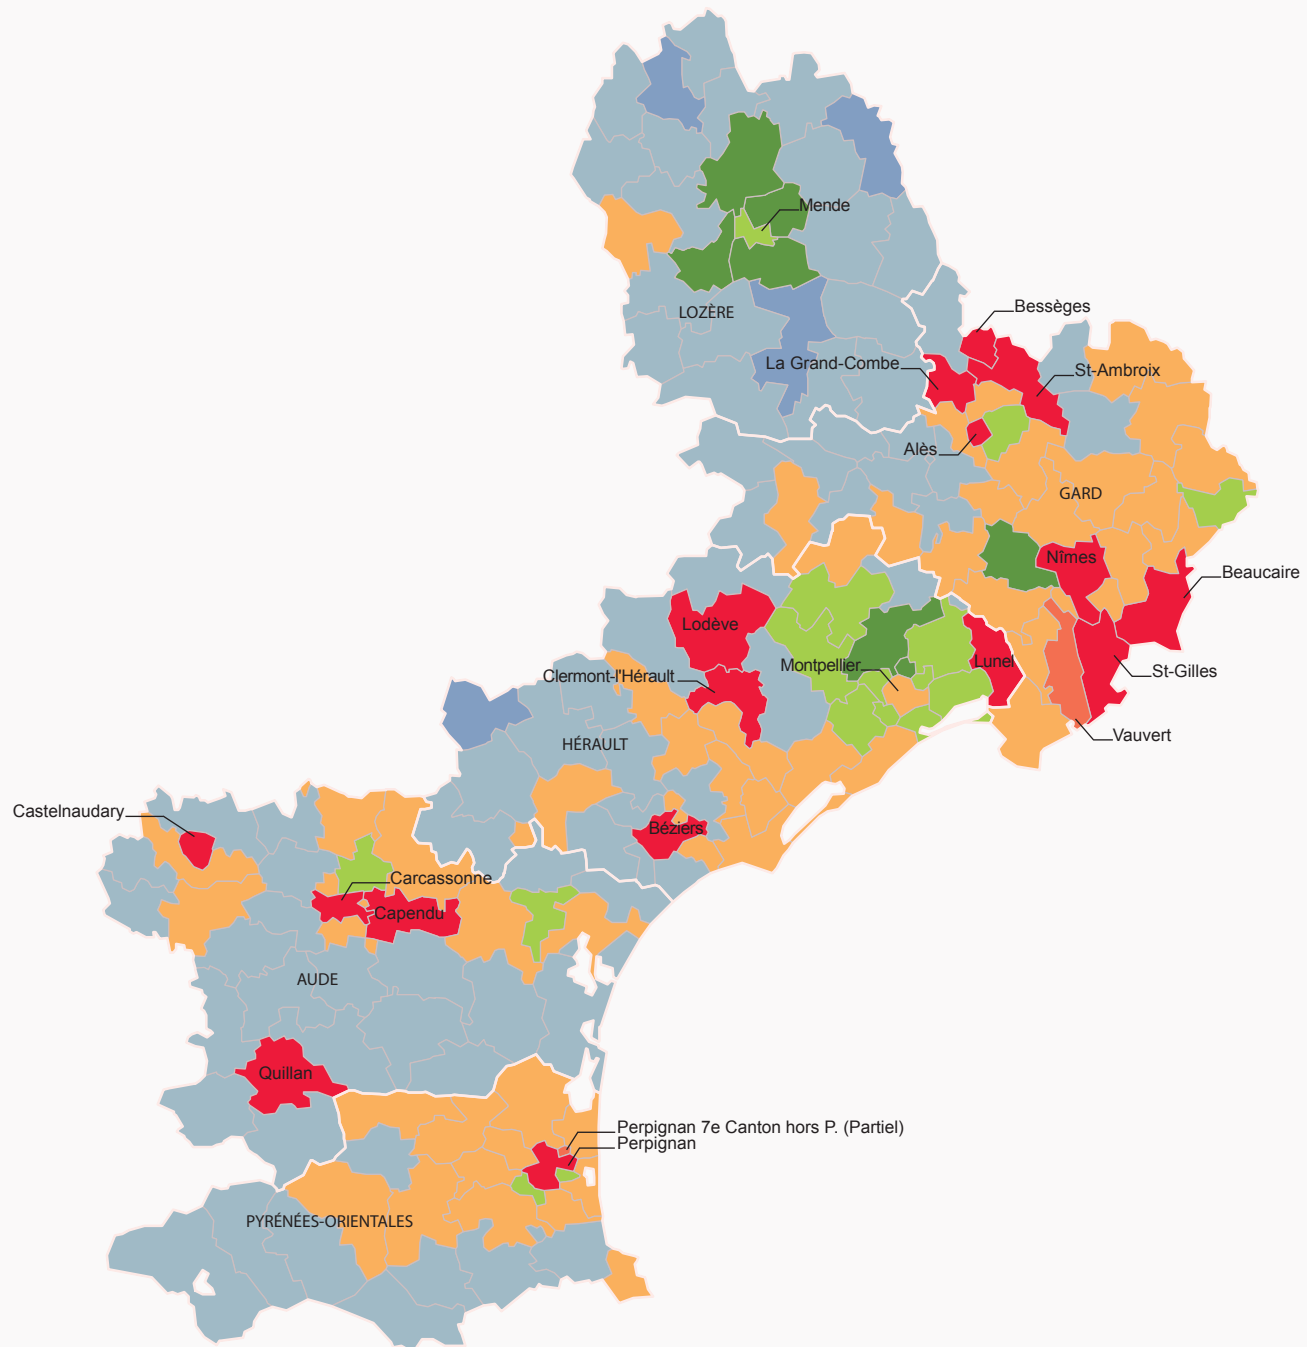 Mende
Bessèges
LOZÈRE
La Grand-Combe
St-Ambroix
Alès
GARD
Nîmes
Beaucaire
Lodève
Montpellier
Lunel
Clermont-l'Hérault
St-Gilles
Vauvert
HÉRAULT
Castelnaudary
Béziers
Carcassonne
Capendu
AUDE
Quillan
Perpignan 7e Canton hors P. (Partiel)
Perpignan
PYRÉNÉES-ORIENTALES